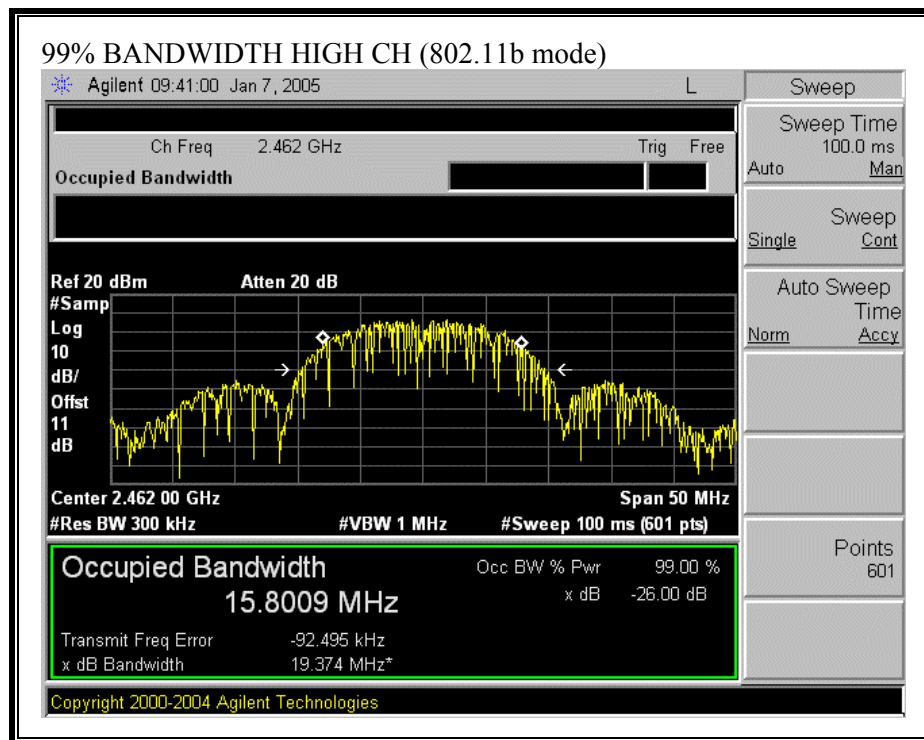 99% BANDWIDTH HIGH CH (802.11b mode)
Agilent 09:41:00 Jan 7, 2005 L
Sweep
Ch Freq 2.462 GHz Trig Free
Occupied Bandwidth
Sweep Time
100.0 ms
Auto Man
Sweep
Single Cont
Auto Sweep
Time
Norm Accy
Points
601
Ref 20 dBm Atten 20 dB
#Samp
Log
10
dB/
Offst
11
dB
Center 2.462 00 GHz Span 50 MHz
#Res BW 300 kHz #VBW 1 MHz #Sweep 100 ms (601 pts)
Occupied Bandwidth Occ BW % Pwr 99.00 %
15.8009 MHz x dB -26.00 dB
Transmit Freq Error -92.495 kHz
x dB Bandwidth 19.374 MHz*
Copyright 2000-2004 Agilent Technologies